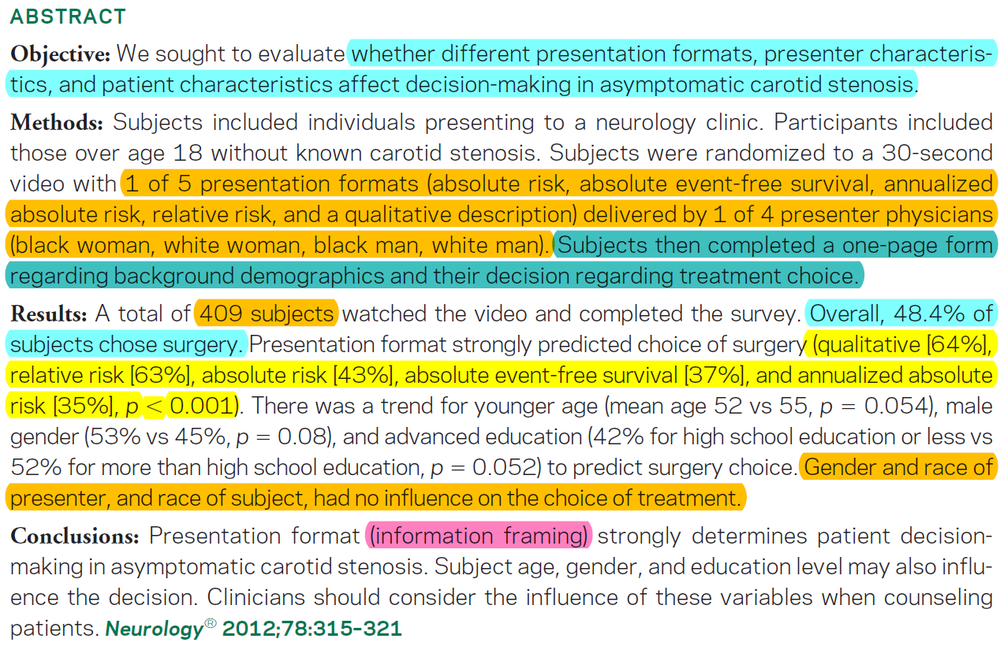 ABSTRACT
Objective: We sought to evaluate whether different presentation formats, presenter characteris-
tics, and patient characteristics affect decision-making in asymptomatic carotid stenosis.
Methods: Subjects included individuals presenting to a neurology clinic. Participants included
those over age 18 without known carotid stenosis. Subjects were randomized to a 30-second
video with 1 of 5 presentation formats (absolute risk, absolute event-free survival, annualized
absolute risk, relative risk, and a qualitative description) delivered by 1 of 4 presenter physicians
(black woman, white woman, black man, white man). Subjects then completed a one-page form
regarding background demographics and their decision regarding treatment choice.
Results: A total of 409 subjects watched the video and completed the survey. Overall, 48.4% of
subjects chose surgery. Presentation format strongly predicted choice of surgery (qualitative [64%],
relative risk [63%], absolute risk [43%], absolute event-free survival [37%], and annualized absolute
risk [35%], p < 0.001). There was a trend for younger age (mean age 52 vs 55, p = 0.054), male
gender (53% vs 45%, p = 0.08), and advanced education (42% for high school education or less vs
52% for more than high school education, p = 0.052) to predict surgery choice. Gender and race of
presenter, and race of subject, had no influence on the choice of treatment.
Conclusions: Presentation format (information framing) strongly determines patient decision-
making in asymptomatic carotid stenosis. Subject age, gender, and education level may also influ-
ence the decision. Clinicians should consider the influence of these variables when counseling
patients. Neurology® 2012;78:315–321